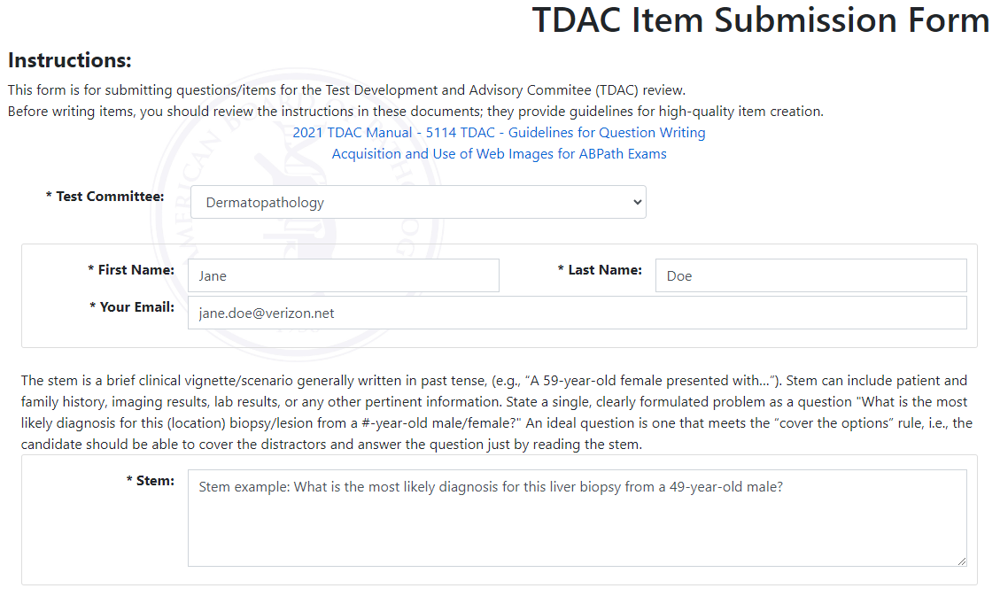 TDAC Item Submission Form
Instructions:
This form is for submitting questions/items for the Test Development and Advisory Commitee (TDAC) review.
Before writing items, you should review the instructions in these documents; they provide guidelines for high-quality item creation.
2021 TDAC Manual - 5114 TDAC - Guidelines for Question Writing
Acquisition and Use of Web Images for ABPath Exams
* Test Committee: Dermatopathology
* First Name: Jane * Last Name: Doe
* Your Email: jane.doe@verizon.net
The stem is a brief clinical vignette/scenario generally written in past tense, (e.g., “A 59-year-old female presented with...”). Stem can include patient and
family history, imaging results, lab results, or any other pertinent information. State a single, clearly formulated problem as a question "What is the most
likely diagnosis for this (location) biopsy/lesion from a #-year-old male/female?" An ideal question is one that meets the “cover the options” rule, i.e., the
candidate should be able to cover the distractors and answer the question just by reading the stem.
* Stem: Stem example: What is the most likely diagnosis for this liver biopsy from a 49-year-old male?